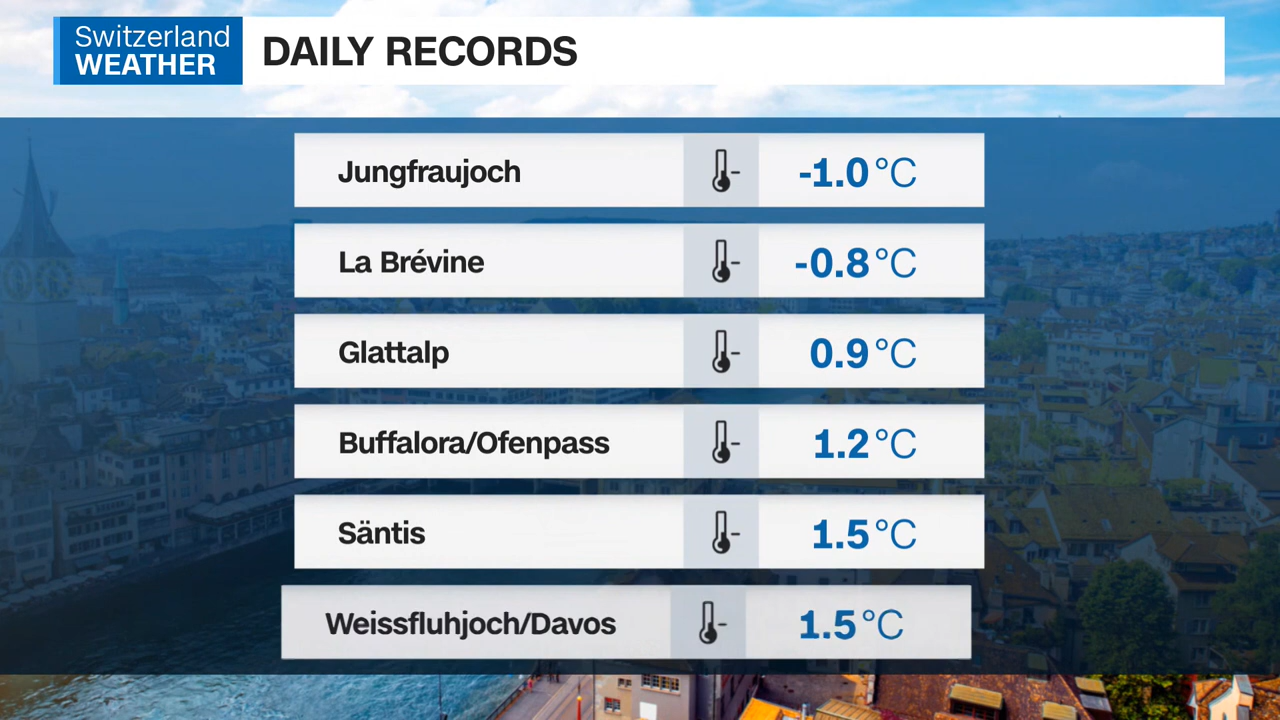 Switzerland
WEATHER
DAILY RECORDS
Jungfraujoch -1.0 °C
La Brévine -0.8 °C
Glattalp 0.9 °C
Buffalora/Ofenpass 1.2 °C
Säntis 1.5 °C
Weissfluhjoch/Davos 1.5 °C